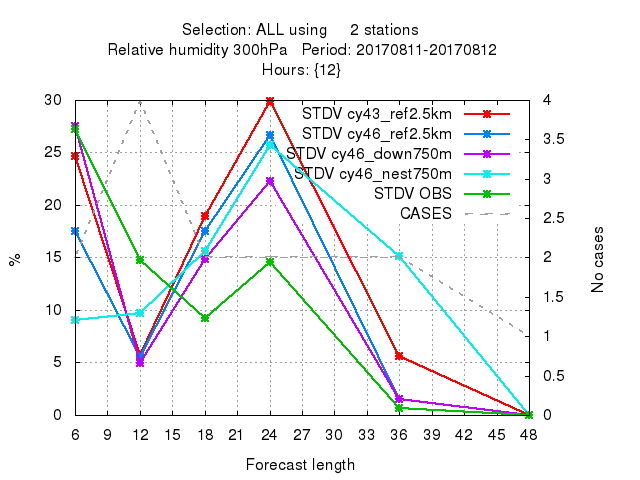 Selection: ALL using 2 stations
Relative humidity 300hPa Period: 20170811-20170812
Hours: {12}
STDV cy43_ref2.5km
STDV cy46_ref2.5km
STDV cy46_down750m
STDV cy46_nest750m
STDV OBS
CASES
30
25
20
15
10
5
0
%
4
3.5
3
2.5
2
1.5
1
0.5
0
No cases
6 9 12 15 18 21 24 27 30 33 36 39 42 45 48
Forecast length